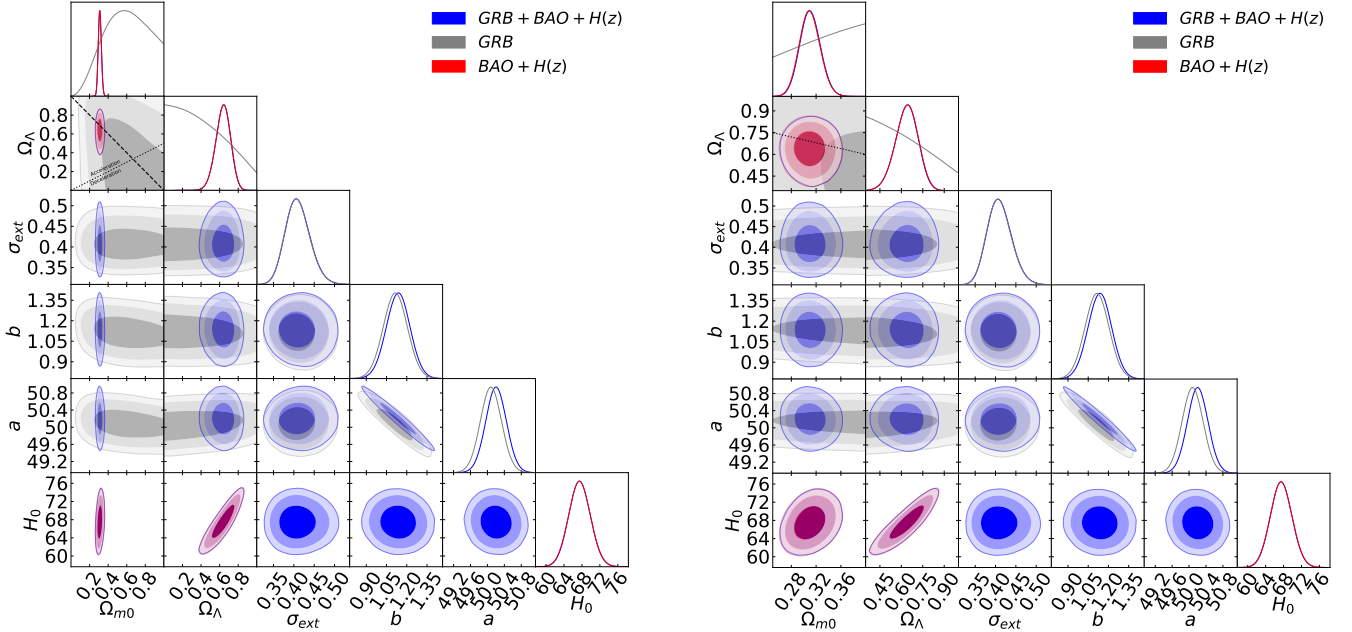 GRB + BAO + H(z)
GRB
BAO + H(z)
0.8
0.6
0.4
0.2
Ω_Λ
Acceleration
Deceleration
0.5
0.45
0.4
0.35
σ_ext
1.35
1.2
1.05
0.9
b
50.8
50.4
50
49.6
49.2
a
76
72
68
64
60
H_0
0.2 0.4 0.6 0.8
Ω_m0
0.2 0.4 0.6 0.8
Ω_Λ
0.35 0.40 0.45 0.50
σ_ext
0.90 1.05 1.20 1.35
b
49.2 49.6 50.0 50.4 50.8
a
60 64 68 72 76
H_0
GRB + BAO + H(z)
GRB
BAO + H(z)
0.9
0.75
0.6
0.45
Ω_Λ
0.5
0.45
0.4
0.35
σ_ext
1.35
1.2
1.05
0.9
b
50.8
50.4
50
49.6
49.2
a
76
72
68
64
60
H_0
0.28 0.32 0.36
Ω_m0
0.45 0.60 0.75 0.90
Ω_Λ
0.35 0.40 0.45 0.50
σ_ext
0.90 1.05 1.20 1.35
b
49.2 49.6 50.0 50.4 50.8
a
60 64 68 72 76
H_0